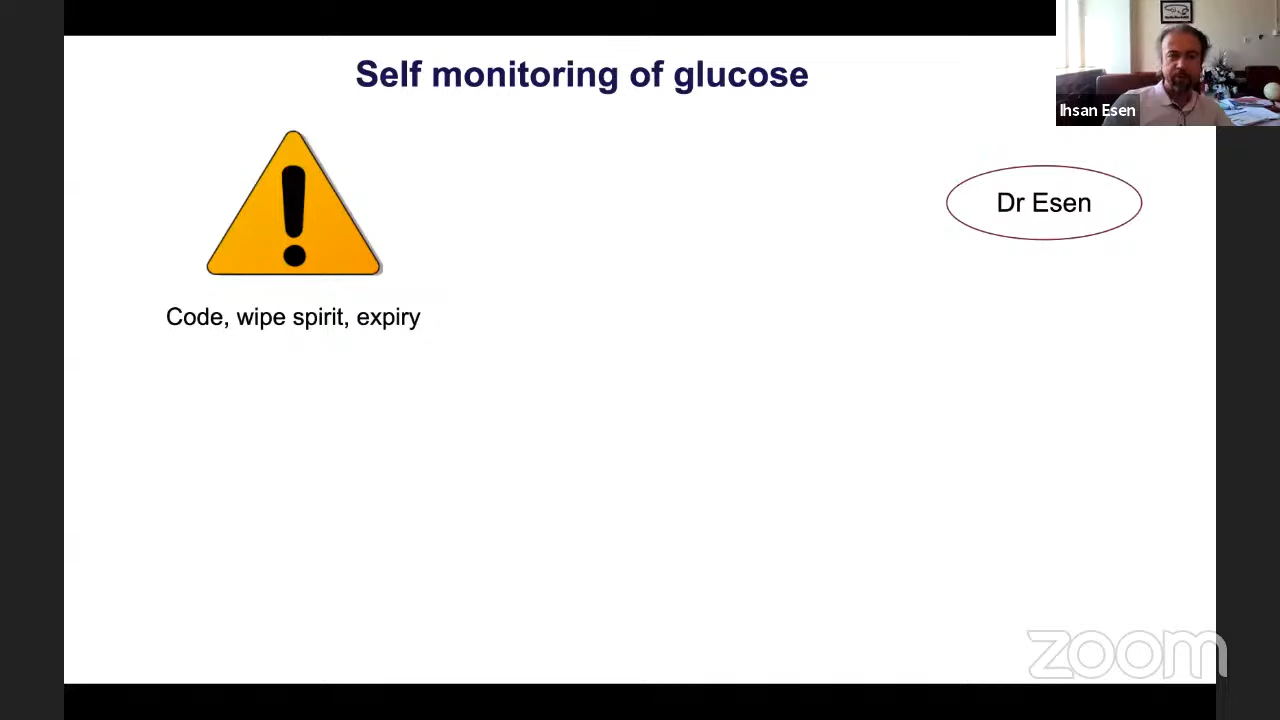 Self monitoring of glucose
Ihsan Esen
Dr Esen
Code, wipe spirit, expiry
zoom